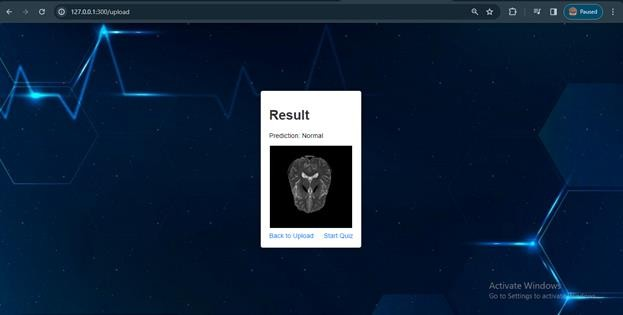 127.0.0.1:300/upload
Paused
Result
Prediction: Normal
Back to Upload Start Quiz
Activate Windows
Go to Settings to activate Windows.